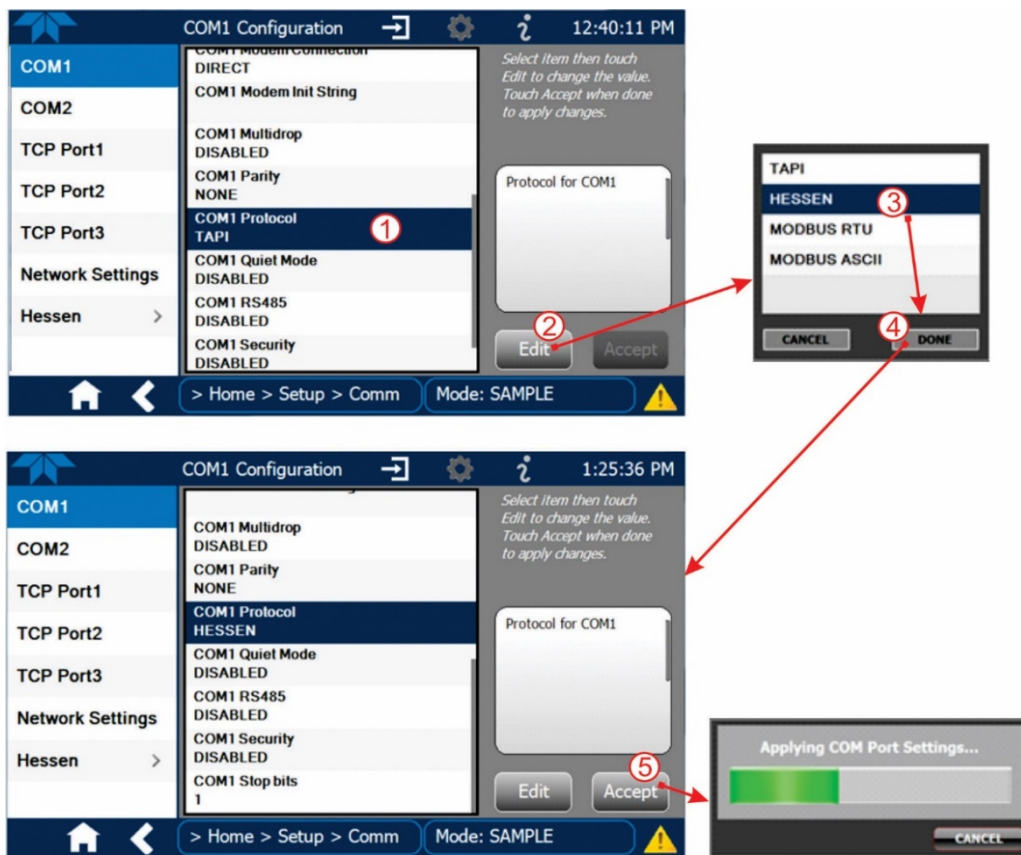 COM1 Configuration
12:40:11 PM
COM1
COM2
TCP Port1
TCP Port2
TCP Port3
Network Settings
Hessen >
COM1 Modem Connection
DIRECT
COM1 Modem Init String
COM1 Multidrop
DISABLED
COM1 Parity
NONE
COM1 Protocol
TAPI
1
COM1 Quiet Mode
DISABLED
COM1 RS485
DISABLED
COM1 Security
DISABLED
Select item then touch
Edit to change the value.
Touch Accept when done
to apply changes.
Protocol for COM1
2
Edit
Accept
> Home > Setup > Comm
Mode: SAMPLE
TAPI
HESSEN
3
MODBUS RTU
MODBUS ASCII
4
CANCEL
DONE
COM1 Configuration
1:25:36 PM
COM1
COM2
TCP Port1
TCP Port2
TCP Port3
Network Settings
Hessen >
COM1 Multidrop
DISABLED
COM1 Parity
NONE
COM1 Protocol
HESSEN
COM1 Quiet Mode
DISABLED
COM1 RS485
DISABLED
COM1 Security
DISABLED
COM1 Stop bits
1
Select item then touch
Edit to change the value.
Touch Accept when done
to apply changes.
Protocol for COM1
5
Edit
Accept
> Home > Setup > Comm
Mode: SAMPLE
Applying COM Port Settings...
CANCEL